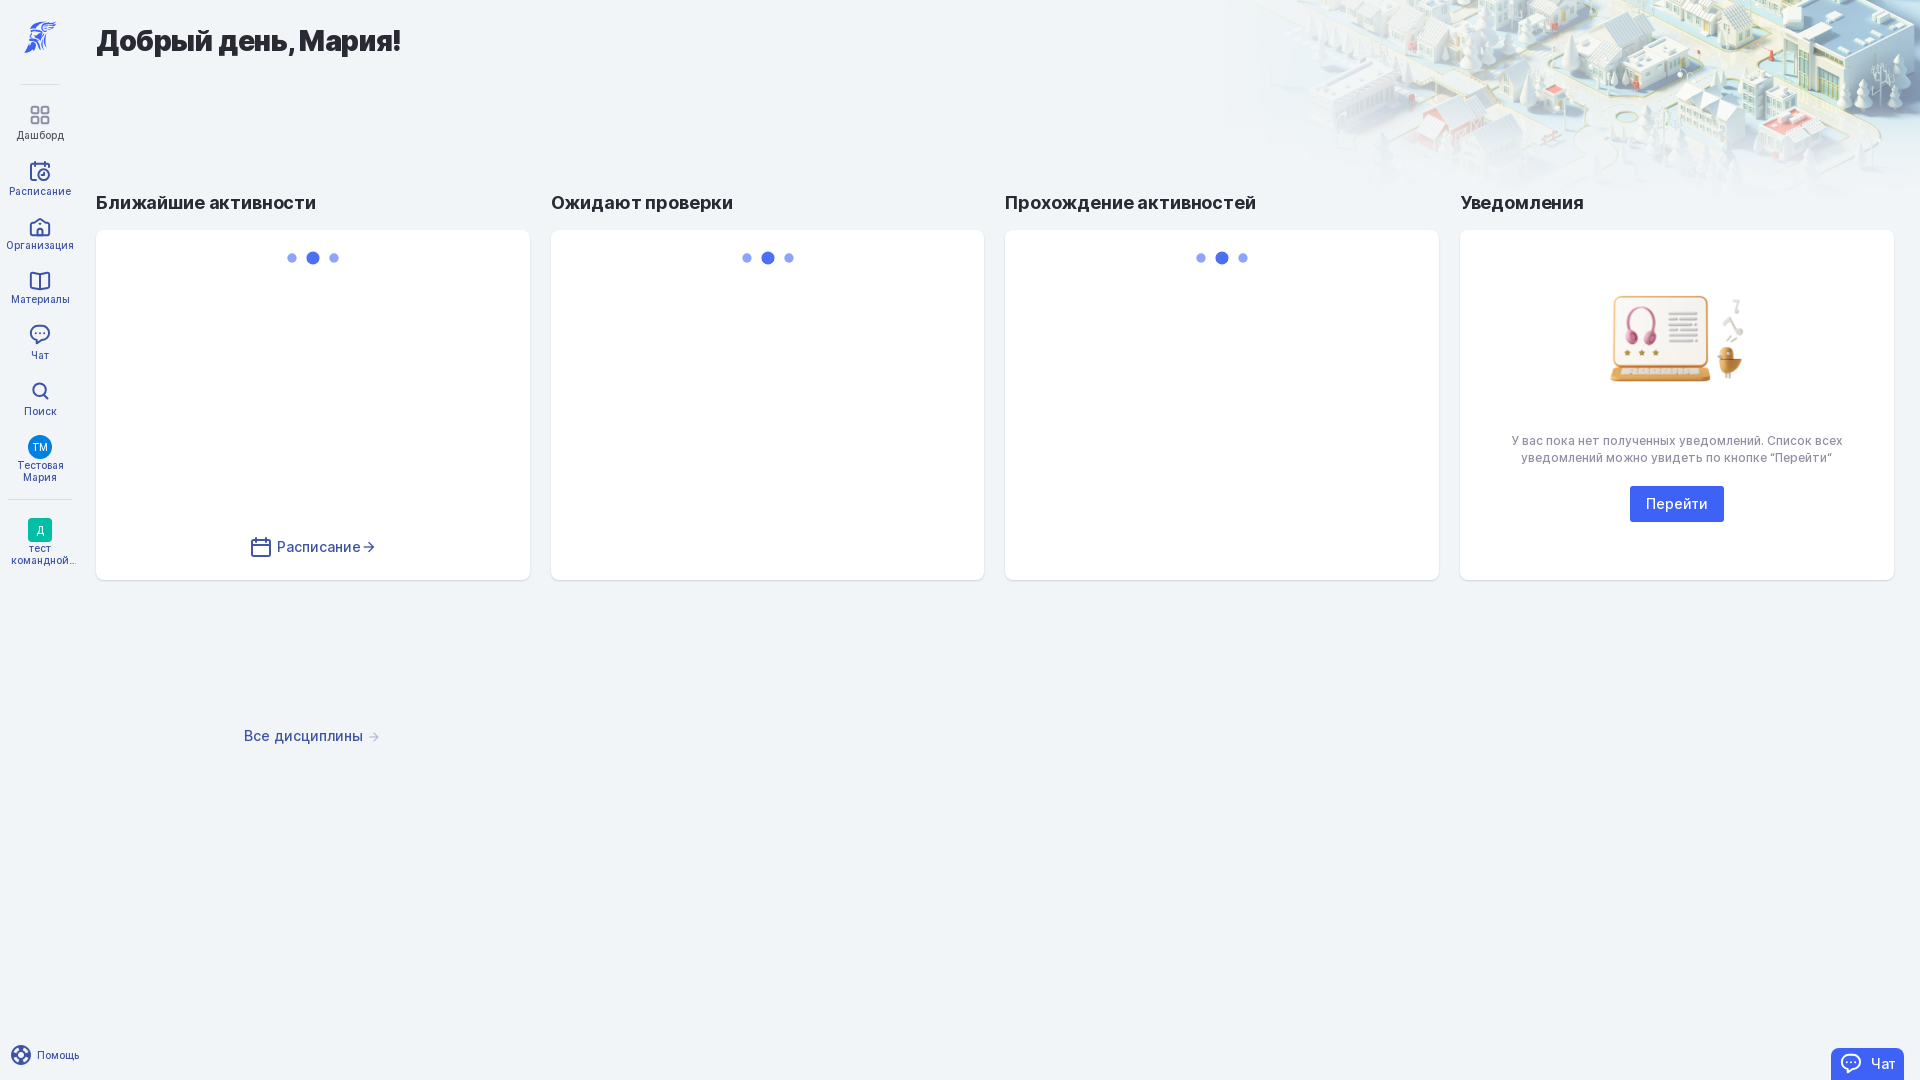 Добрый день, Мария!
Дашборд
Расписание
Организация
Материалы
Чат
Поиск
ТМ
Тестовая
Мария
Д
тест
командной...
Помощь
Ближайшие активности
Расписание
Ожидают проверки
Прохождение активностей
Уведомления
У вас пока нет полученных уведомлений. Список всех
уведомлений можно увидеть по кнопке “Перейти“
Перейти
Все дисциплины
Чат